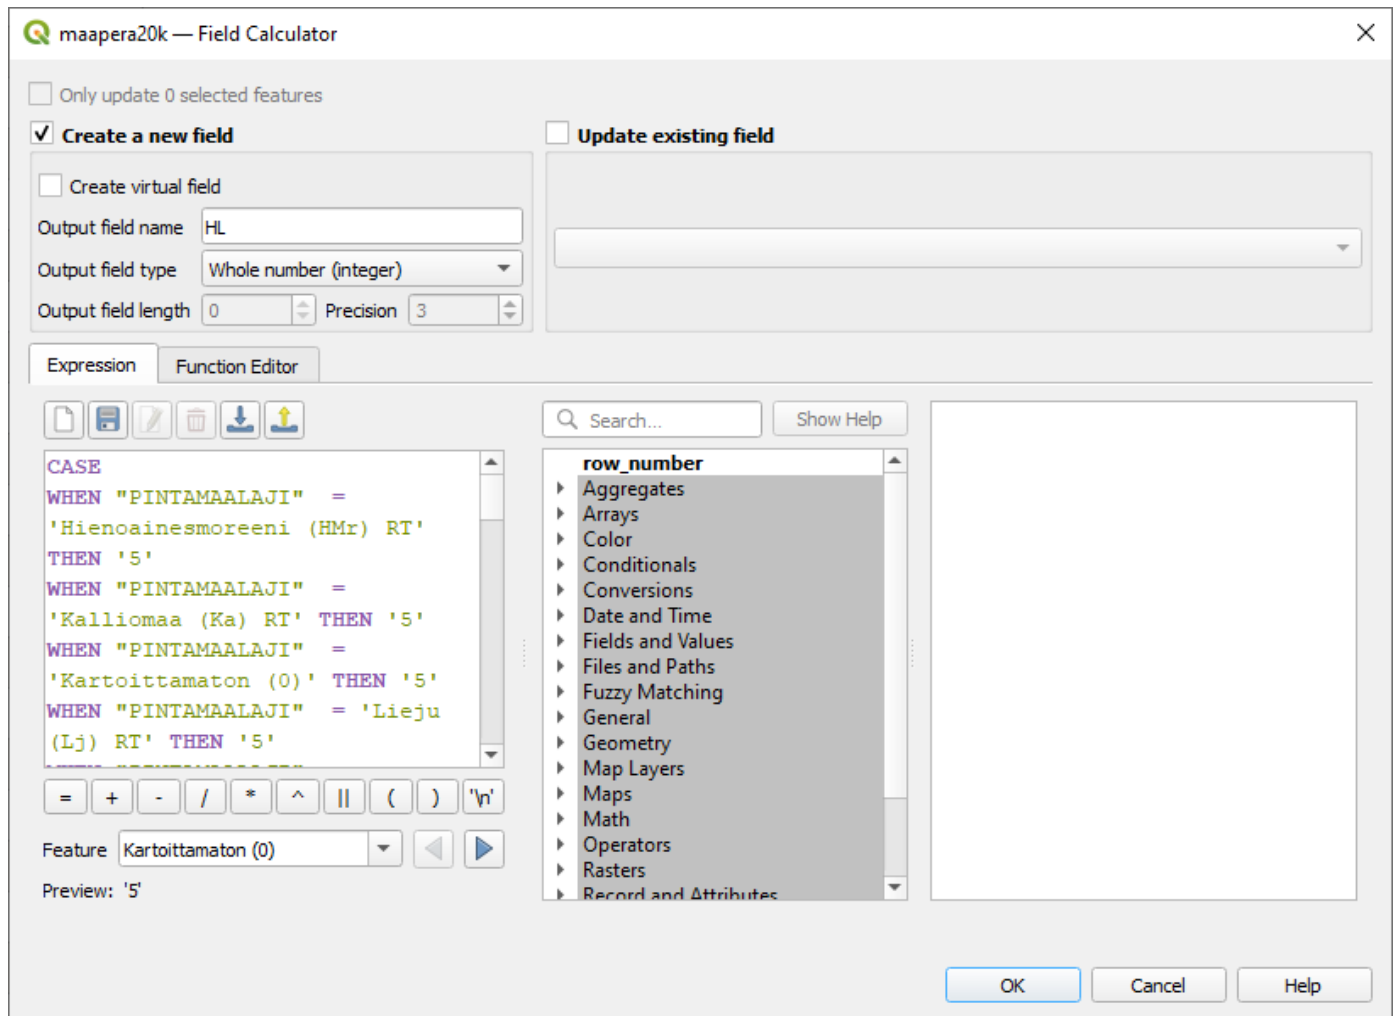 maapera20k — Field Calculator
Only update 0 selected features
Create a new field
Update existing field
Create virtual field
Output field name HL
Output field type Whole number (integer)
Output field length 0 Precision 3
Expression Function Editor
Search... Show Help
CASE
WHEN "PINTAMAALAJI" =
'Hienoainesmoreeni (HMr) RT'
THEN '5'
WHEN "PINTAMAALAJI" =
'Kalliomaa (Ka) RT' THEN '5'
WHEN "PINTAMAALAJI" =
'Kartoittamaton (0)' THEN '5'
WHEN "PINTAMAALAJI" = 'Lieju
(Lj) RT' THEN '5'
= + - / * ^ || ( ) '\n'
Feature Kartoittamaton (0)
Preview: '5'
row_number
Aggregates
Arrays
Color
Conditionals
Conversions
Date and Time
Fields and Values
Files and Paths
Fuzzy Matching
General
Geometry
Map Layers
Maps
Math
Operators
Rasters
Record and Attributes
OK Cancel Help